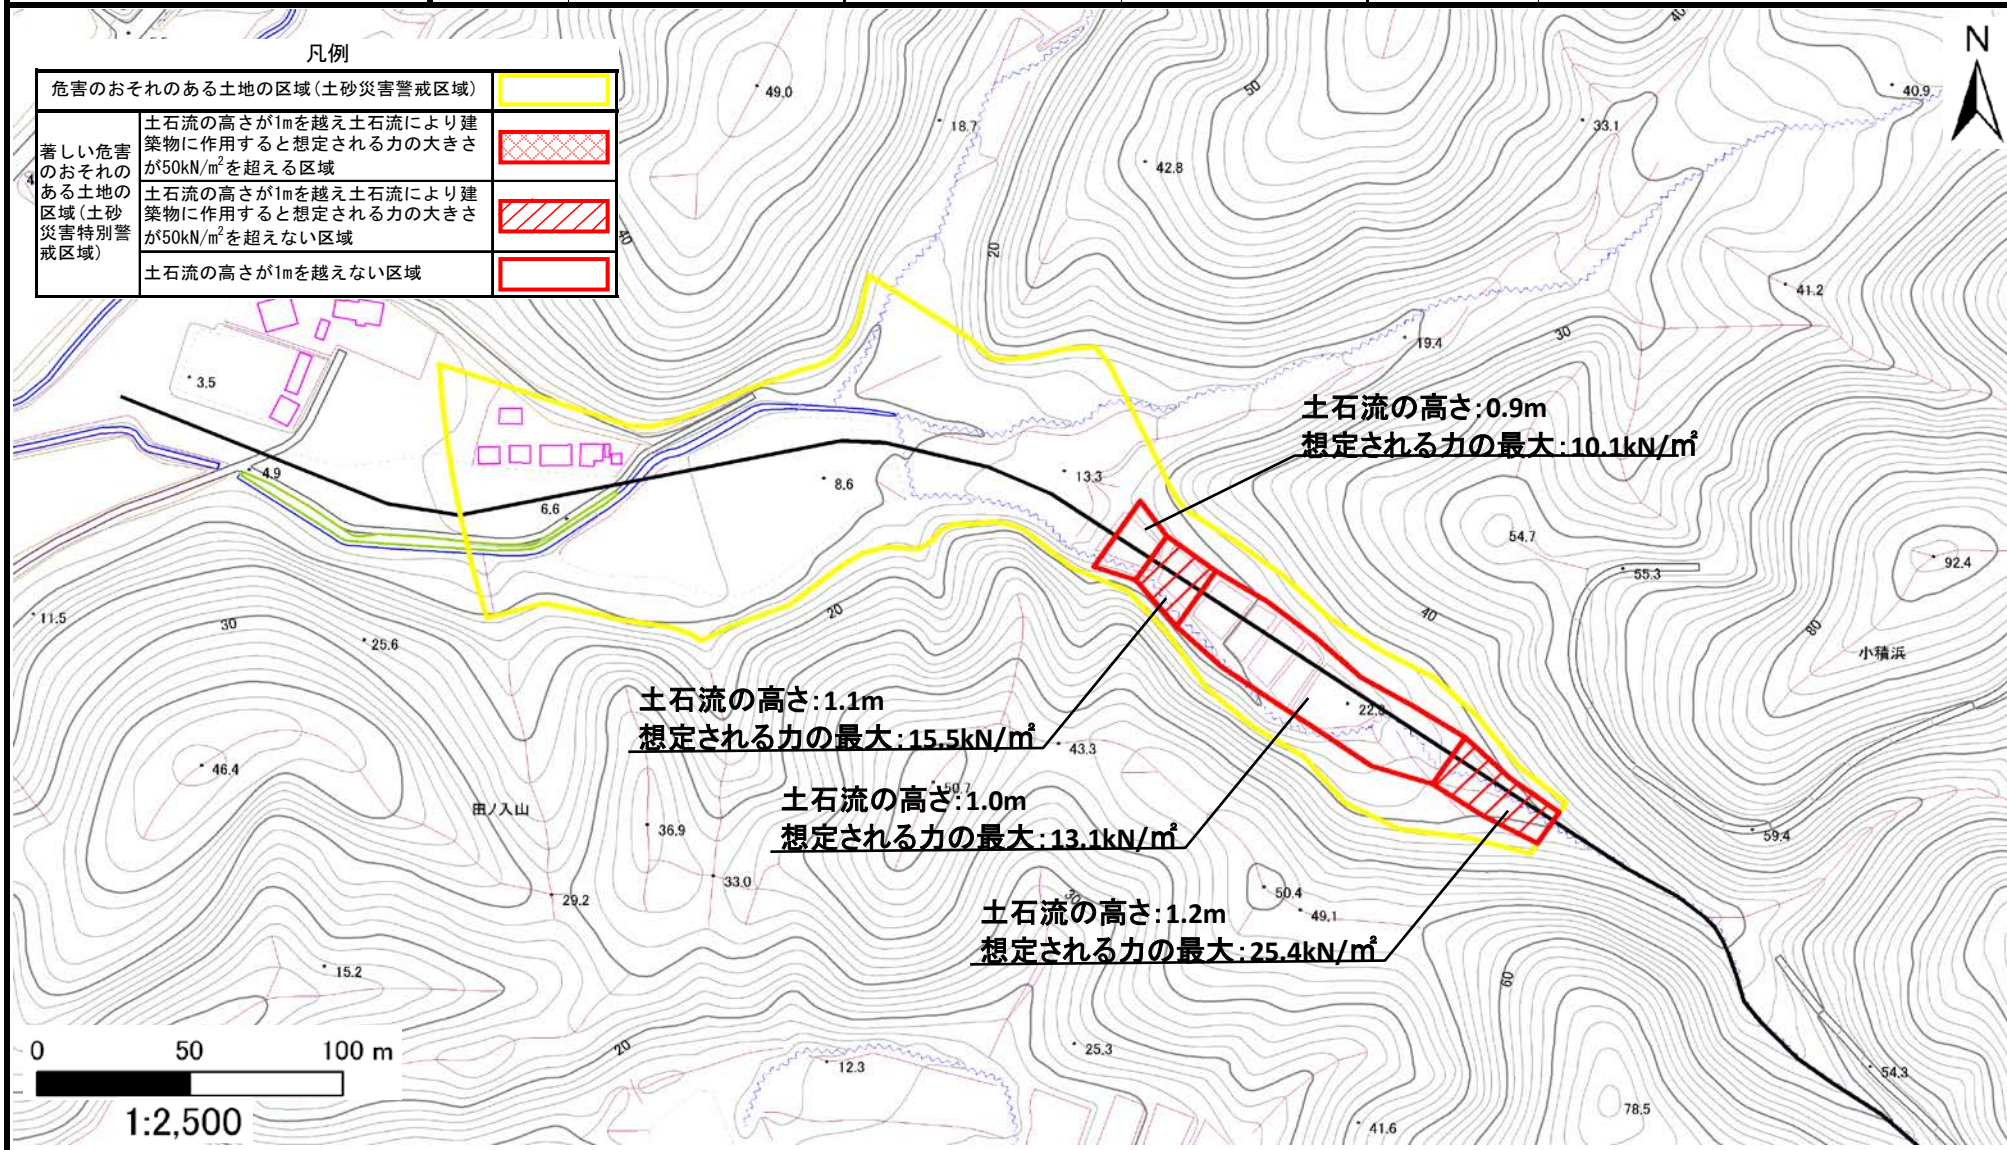 凡例
危害のおそれのある土地の区域(土砂災害警戒区域)
著しい危害
のおそれの
ある土地の
区域(土砂
災害特別警
戒区域)
土石流の高さが1mを越え土石流により建
築物に作用すると想定される力の大きさ
が50kN/m²を超える区域
土石流の高さが1mを越え土石流により建
築物に作用すると想定される力の大きさ
が50kN/m²を超えない区域
土石流の高さが1mを越えない区域
N
49.0
18.7
42.8
50
40
33.1
40.9
40
20
41.2
30
19.4
3.5
4.9
6.6
8.6
13.3
土石流の高さ:0.9m
想定される力の最大:10.1kN/㎡
54.7
55.3
92.4
80
小積浜
40
11.5
30
25.6
20
22.8
土石流の高さ:1.1m
想定される力の最大:15.5kN/㎡
43.3
46.4
田ノ入山
50.7
土石流の高さ:1.0m
想定される力の最大:13.1kN/㎡
36.9
33.0
29.2
59.4
50.4
49.1
30
土石流の高さ:1.2m
想定される力の最大:25.4kN/㎡
60
15.2
20
12.3
25.3
54.3
78.5
41.6
0 50 100 m
1:2,500